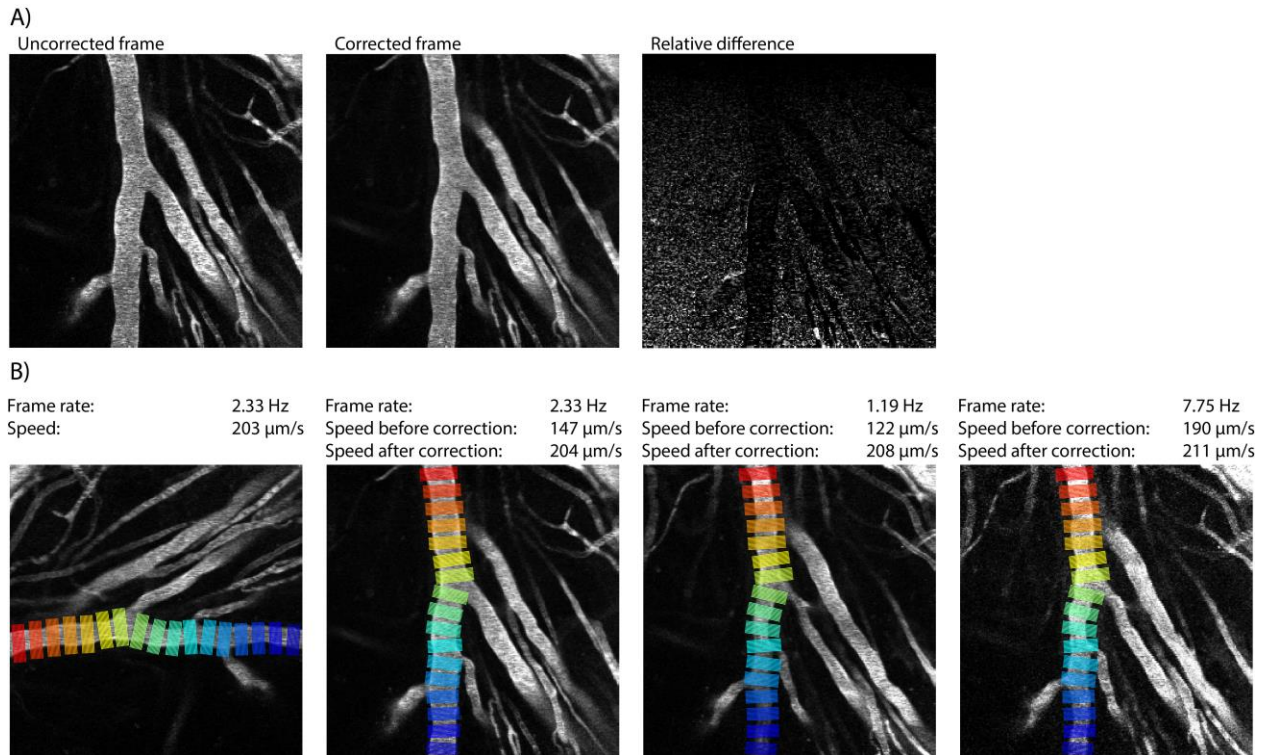 A)
Uncorrected frame
Corrected frame
Relative difference
B)
Frame rate: 2.33 Hz
Speed: 203 µm/s
Frame rate: 2.33 Hz
Speed before correction: 147 µm/s
Speed after correction: 204 µm/s
Frame rate: 1.19 Hz
Speed before correction: 122 µm/s
Speed after correction: 208 µm/s
Frame rate: 7.75 Hz
Speed before correction: 190 µm/s
Speed after correction: 211 µm/s